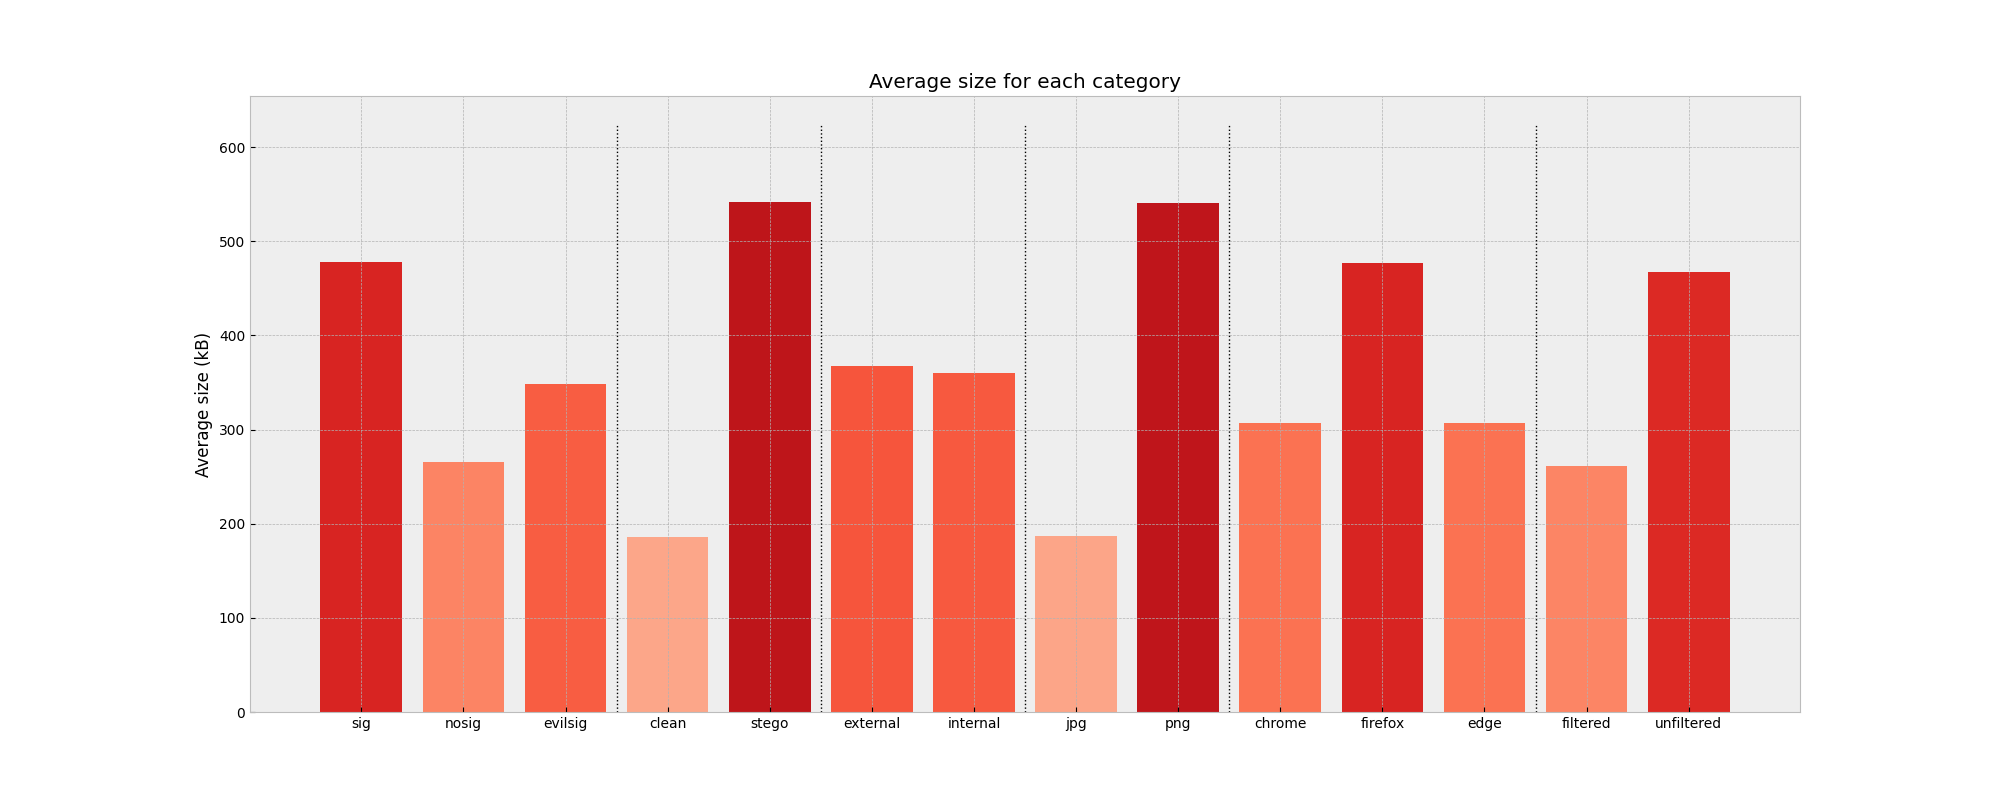 Average size for each category
Average size (kB)
600
500
400
300
200
100
0
sig nosig evilsig clean stego external internal jpg png chrome firefox edge filtered unfiltered